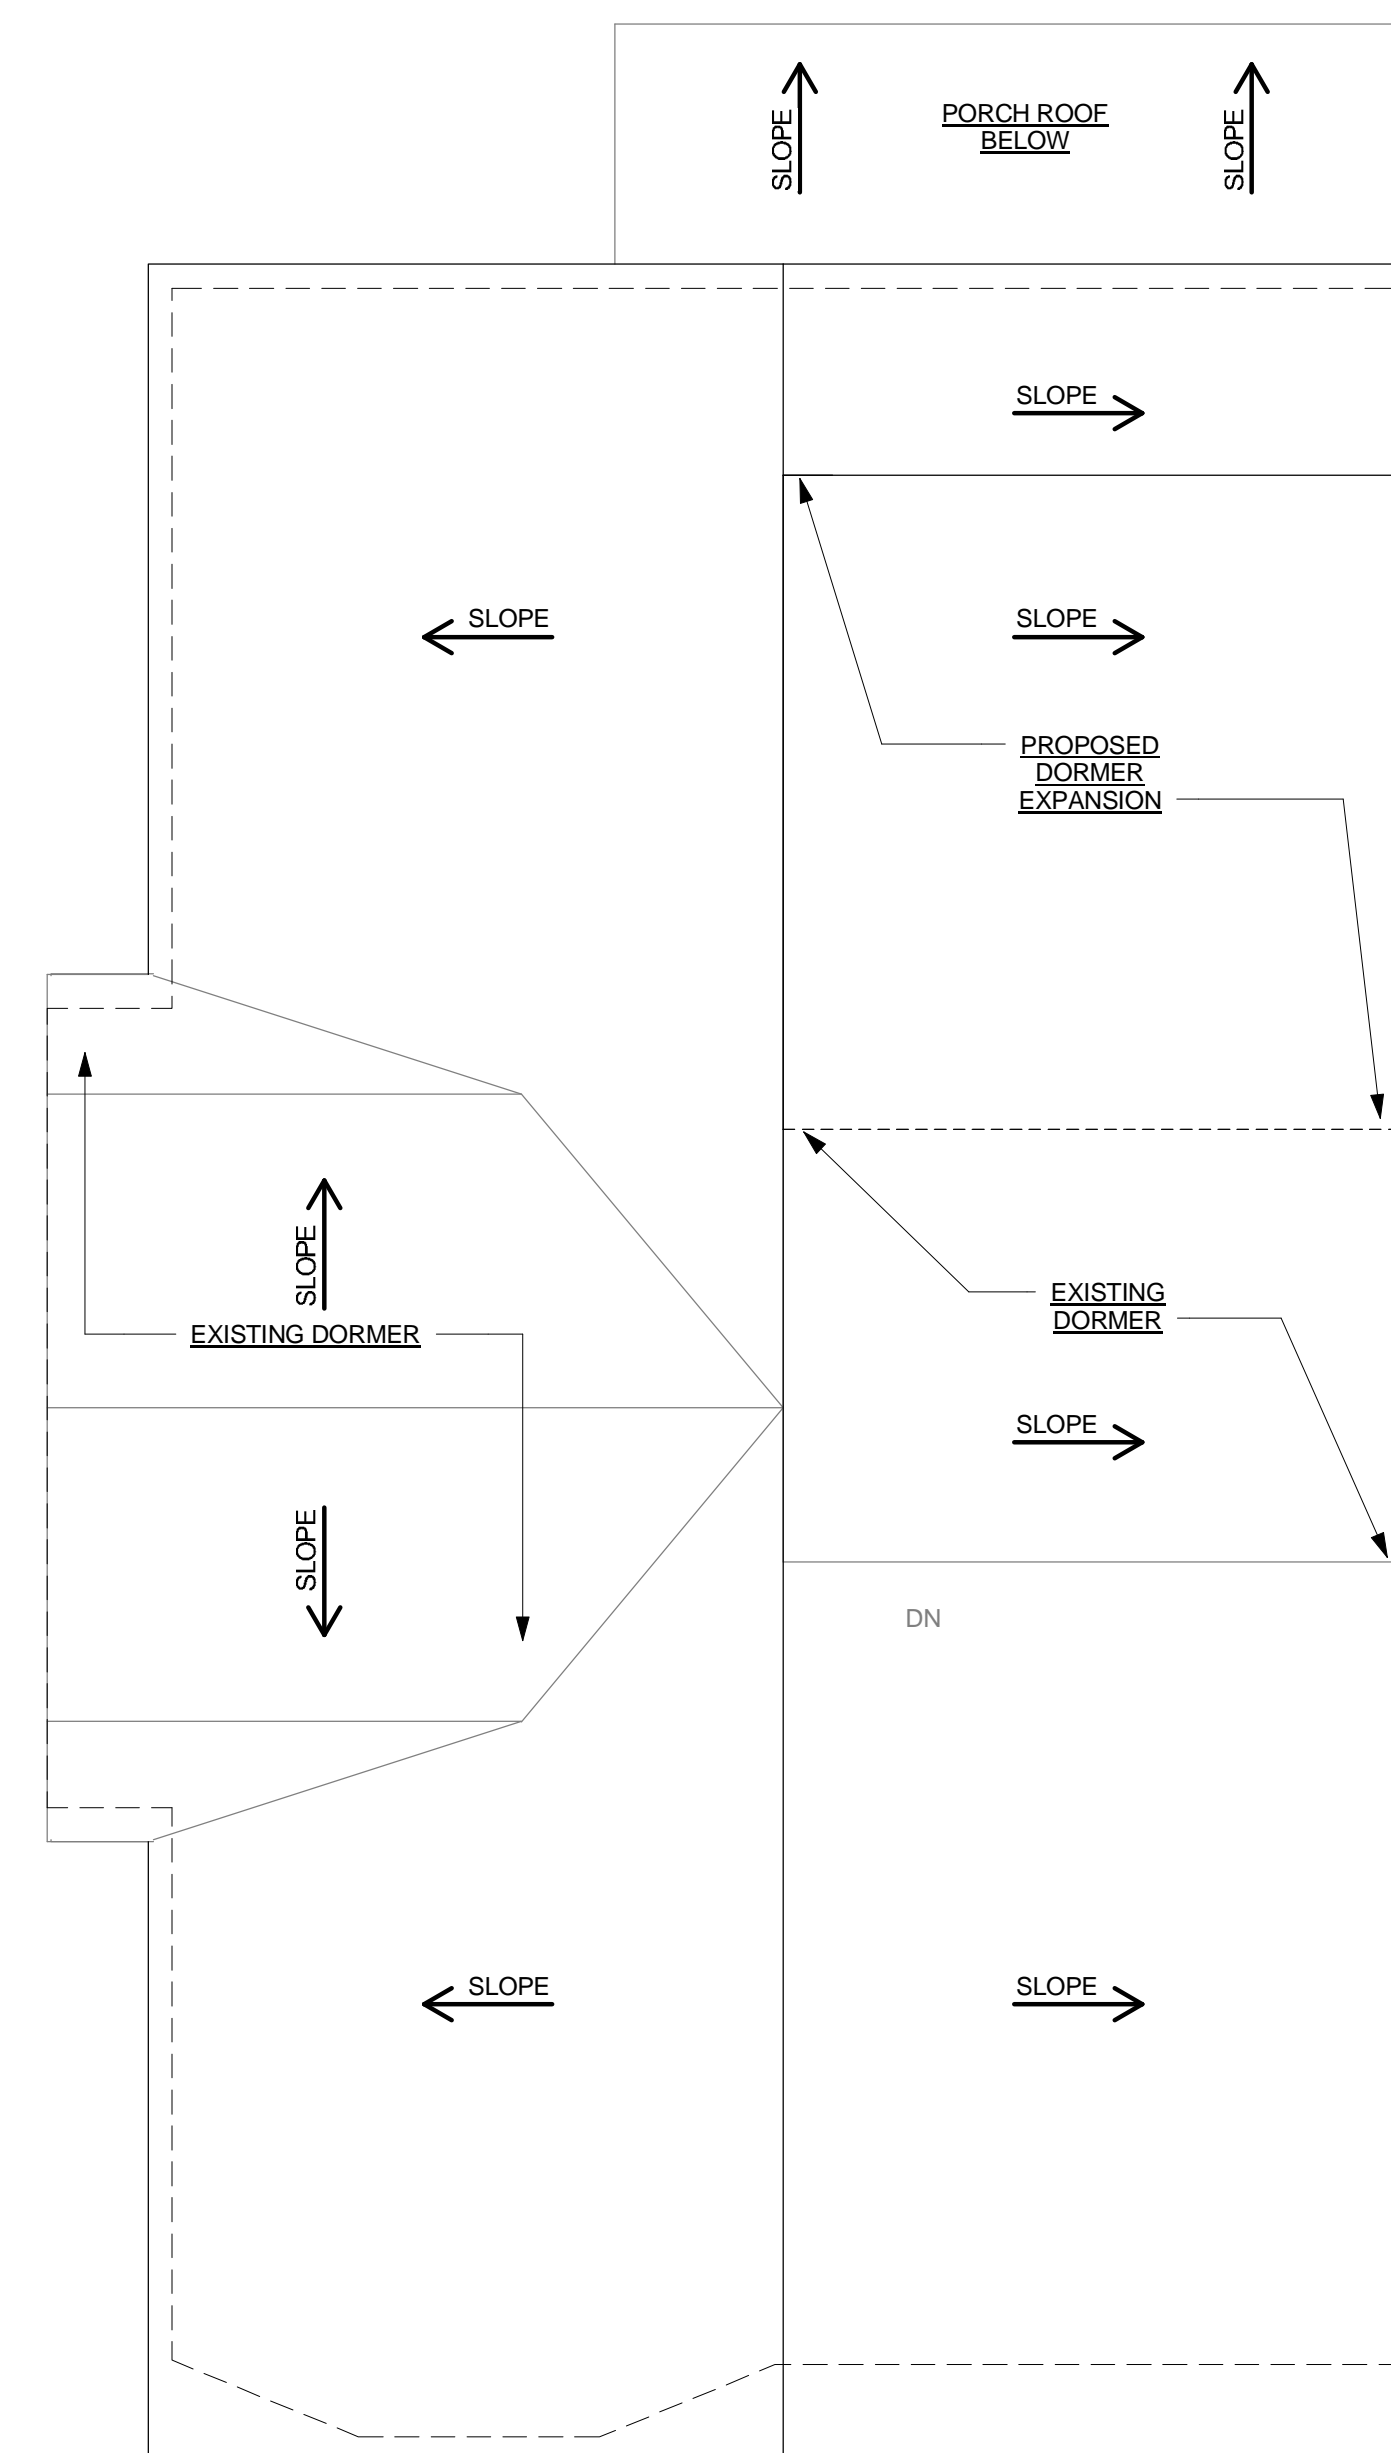 SLOPE
PORCH ROOF
BELOW
SLOPE
SLOPE
SLOPE
SLOPE
PROPOSED
DORMER
EXPANSION
SLOPE
EXISTING DORMER
EXISTING
DORMER
SLOPE
SLOPE
DN
SLOPE
SLOPE